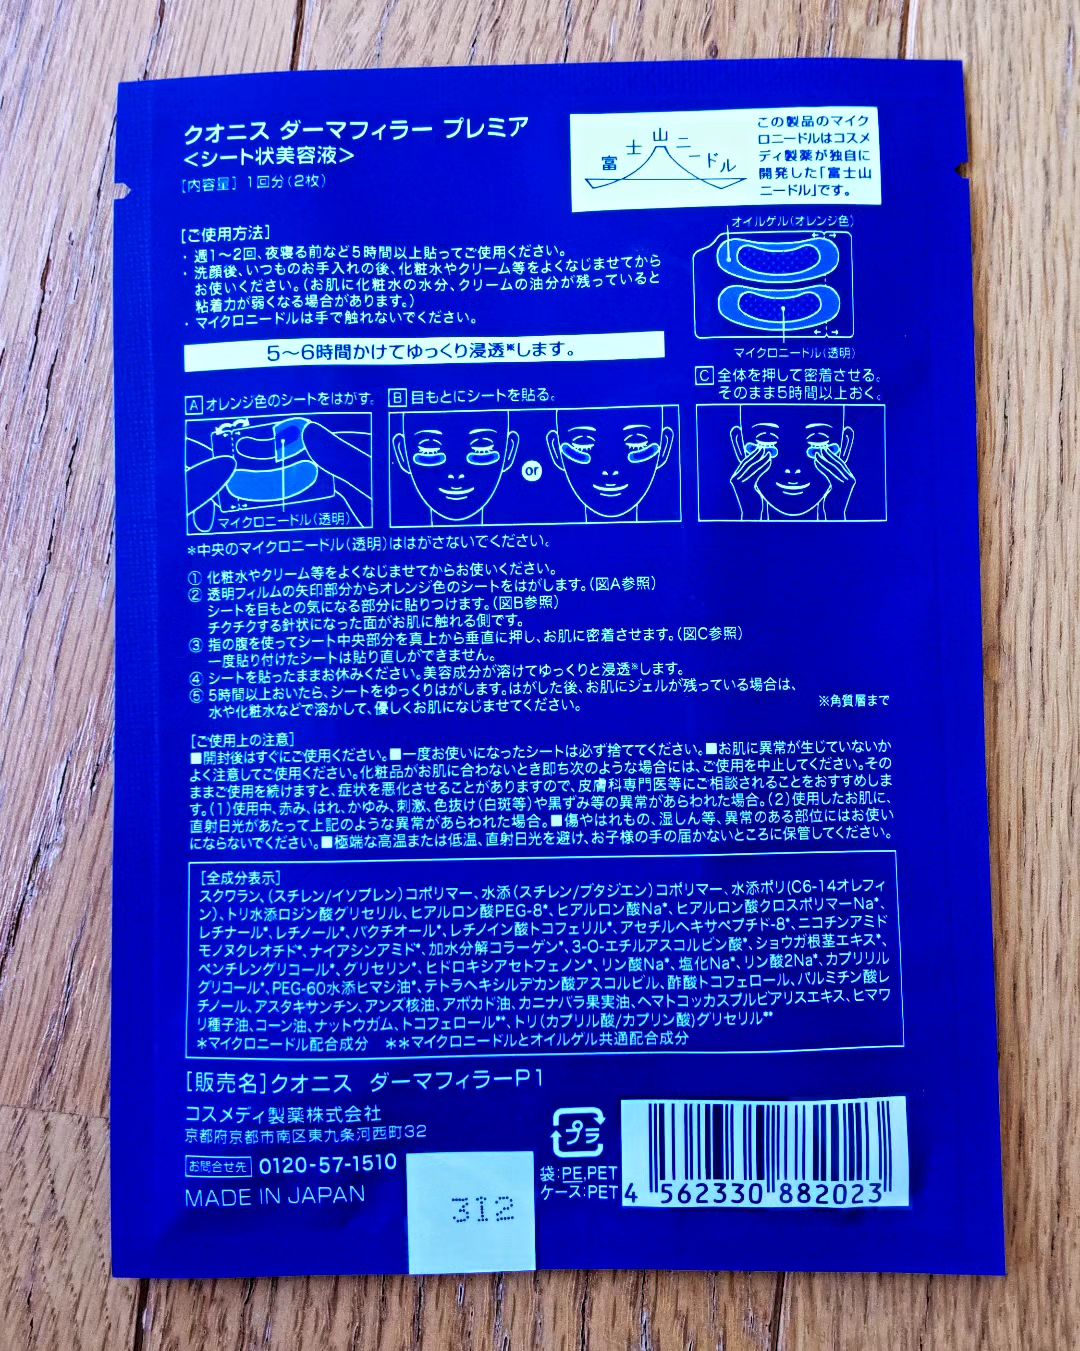 クオニス ダーマフィラー プレミア
<シート状美容液>
[内容量] 1回分(2枚)
富士山ニードル
この製品のマイク
ロニードルはコスメ
ディ製薬が独自に
開発した「富士山
ニードル」です。
[ご使用方法]
・週1〜2回、夜寝る前など5時間以上貼ってご使用ください。
・洗顔後、いつものお手入れの後、化粧水やクリーム等をよくなじませてから
お使いください。(お肌に化粧水の水分、クリームの油分が残っていると
粘着力が弱くなる場合があります。)
・マイクロニードルは手で触れないでください。
オイルゲル(オレンジ色)
マイクロニードル(透明)
5〜6時間かけてゆっくり浸透※します。
A オレンジ色のシートをはがす。
B 目もとにシートを貼る。
C 全体を押して密着させる。
そのまま5時間以上おく。
マイクロニードル(透明)
or
*中央のマイクロニードル(透明)ははがさないでください。
① 化粧水やクリーム等をよくなじませてからお使いください。
② 透明フィルムの矢印部分からオレンジ色のシートをはがします。(図A参照)
シートを目もとの気になる部分に貼りつけます。(図B参照)
チクチクする針状になった面がお肌に触れる側です。
③ 指の腹を使ってシート中央部分を真上から垂直に押し、お肌に密着させます。(図C参照)
一度貼り付けたシートは貼り直しができません。
④ シートを貼ったままお休みください。美容成分が溶けてゆっくりと浸透※します。
⑤ 5時間以上おいたら、シートをゆっくりはがします。はがした後、お肌にジェルが残っている場合は、
水や化粧水などで溶かして、優しくお肌になじませてください。
※角質層まで
[ご使用上の注意]
■開封後はすぐにご使用ください。■一度お使いになったシートは必ず捨ててください。■お肌に異常が生じていないか
よく注意してご使用ください。化粧品がお肌に合わないとき即ち次のような場合には、ご使用を中止してください。その
ままご使用を続けますと、症状を悪化させることがありますので、皮膚科専門医等にご相談されることをおすすめしま
す。(1)使用中、赤み、はれ、かゆみ、刺激、色抜け(白斑等)や黒ずみ等の異常があらわれた場合。(2)使用したお肌に、
直射日光があたって上記のような異常があらわれた場合。■傷やはれもの、湿しん等、異常のある部位にはお使い
にならないでください。■極端な高温または低温、直射日光を避け、お子様の手の届かないところに保管してください。
[全成分表示]
スクワラン、(スチレン/イソプレン)コポリマー、水添(スチレン/ブタジエン)コポリマー、水添ポリ(C6-14オレフィ
ン)、トリ水添ロジン酸グリセリル、ヒアルロン酸PEG-8*、ヒアルロン酸Na*、ヒアルロン酸クロスポリマーNa*、
レチナール*、レチノール*、バクチオール*、レチノイン酸トコフェリル*、アセチルヘキサペプチド-8*、ニコチンアミド
モノヌクレオチド*、ナイアシンアミド*、加水分解コラーゲン*、3-O-エチルアスコルビン酸*、ショウガ根茎エキス*、
ペンチレングリコール*、グリセリン*、ヒドロキシアセトフェノン*、リン酸Na*、塩化Na*、リン酸2Na*、カプリリル
グリコール*、PEG-60水添ヒマシ油*、テトラヘキシルデカン酸アスコルビル、酢酸トコフェロール、パルミチン酸レ
チノール、アスタキサンチン、アンズ核油、アボカド油、カニナバラ果実油、ヘマトコッカスプルビアリスエキス、ヒマワ
リ種子油、コーン油、ナットウガム、トコフェロール**、トリ(カプリル酸/カプリン酸)グリセリル**
*マイクロニードル配合成分 **マイクロニードルとオイルゲル共通配合成分
[販売名]クオニス ダーマフィラーP1
コスメディ製薬株式会社
京都府京都市南区東九条河西町32
お問合せ先 0120-57-1510
MADE IN JAPAN
312
プラ
袋:PE,PET
ケース:PET
4 562330 882023